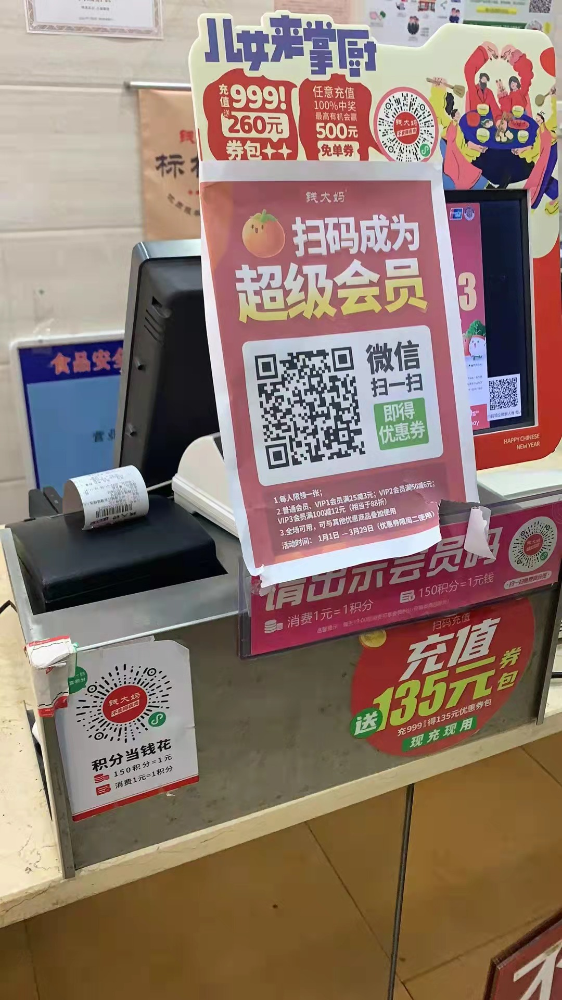 儿女来掌厨
充值送
999!
260元
券包
任意充值
100%中奖
最高有机会赢
500元
免单券
钱大妈
不卖隔夜肉
标
钱大妈
扫码成为
超级会员
微信
扫一扫
即得
优惠券
1.每人限领一张;
2.普通会员、VIP1会员满25减3元; VIP2会员满50减6元;
VIP3会员满100减12元（相当于88折）
3.全场可用，可与其他优惠商品叠加使用
活动时间： 1月1日 — 3月29日（优惠券限周二使用）
3
HAPPY CHINESE
NEW YEAR
食品安全
营业
请出示会员码
消费1元=1积分
150积分=1元钱
温馨提示
钱大妈
扫码充值
充值
送135元
券包
充999 得135元优惠券包
现充现用
钱大妈
不卖隔夜肉
积分当钱花
150积分=1元
消费1元=1积分